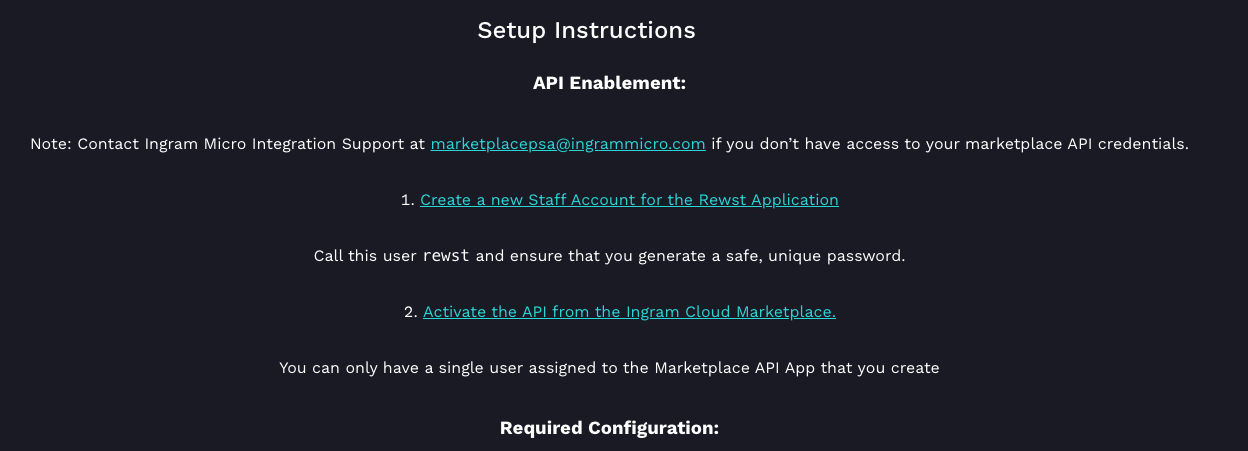 Setup Instructions
API Enablement:
Note: Contact Ingram Micro Integration Support at marketplacepsa@ingrammicro.com if you don’t have access to your marketplace API credentials.
1. Create a new Staff Account for the Rewst Application
Call this user rewst and ensure that you generate a safe, unique password.
2. Activate the API from the Ingram Cloud Marketplace.
You can only have a single user assigned to the Marketplace API App that you create
Required Configuration: